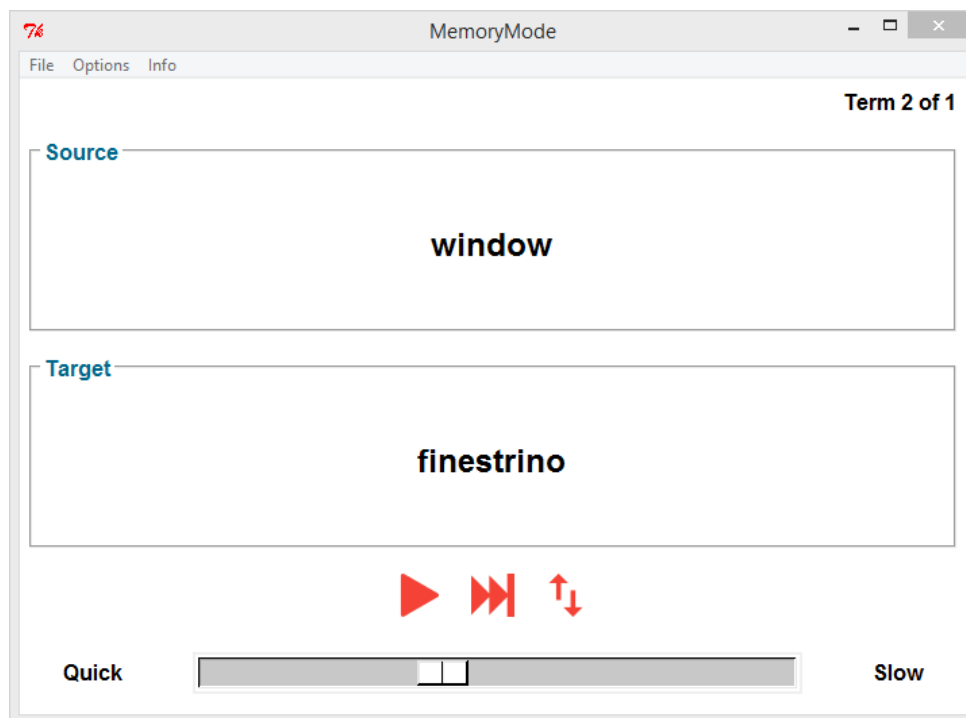 MemoryMode
File Options Info
Term 2 of 1
Source
window
Target
finestrino
Quick Slow